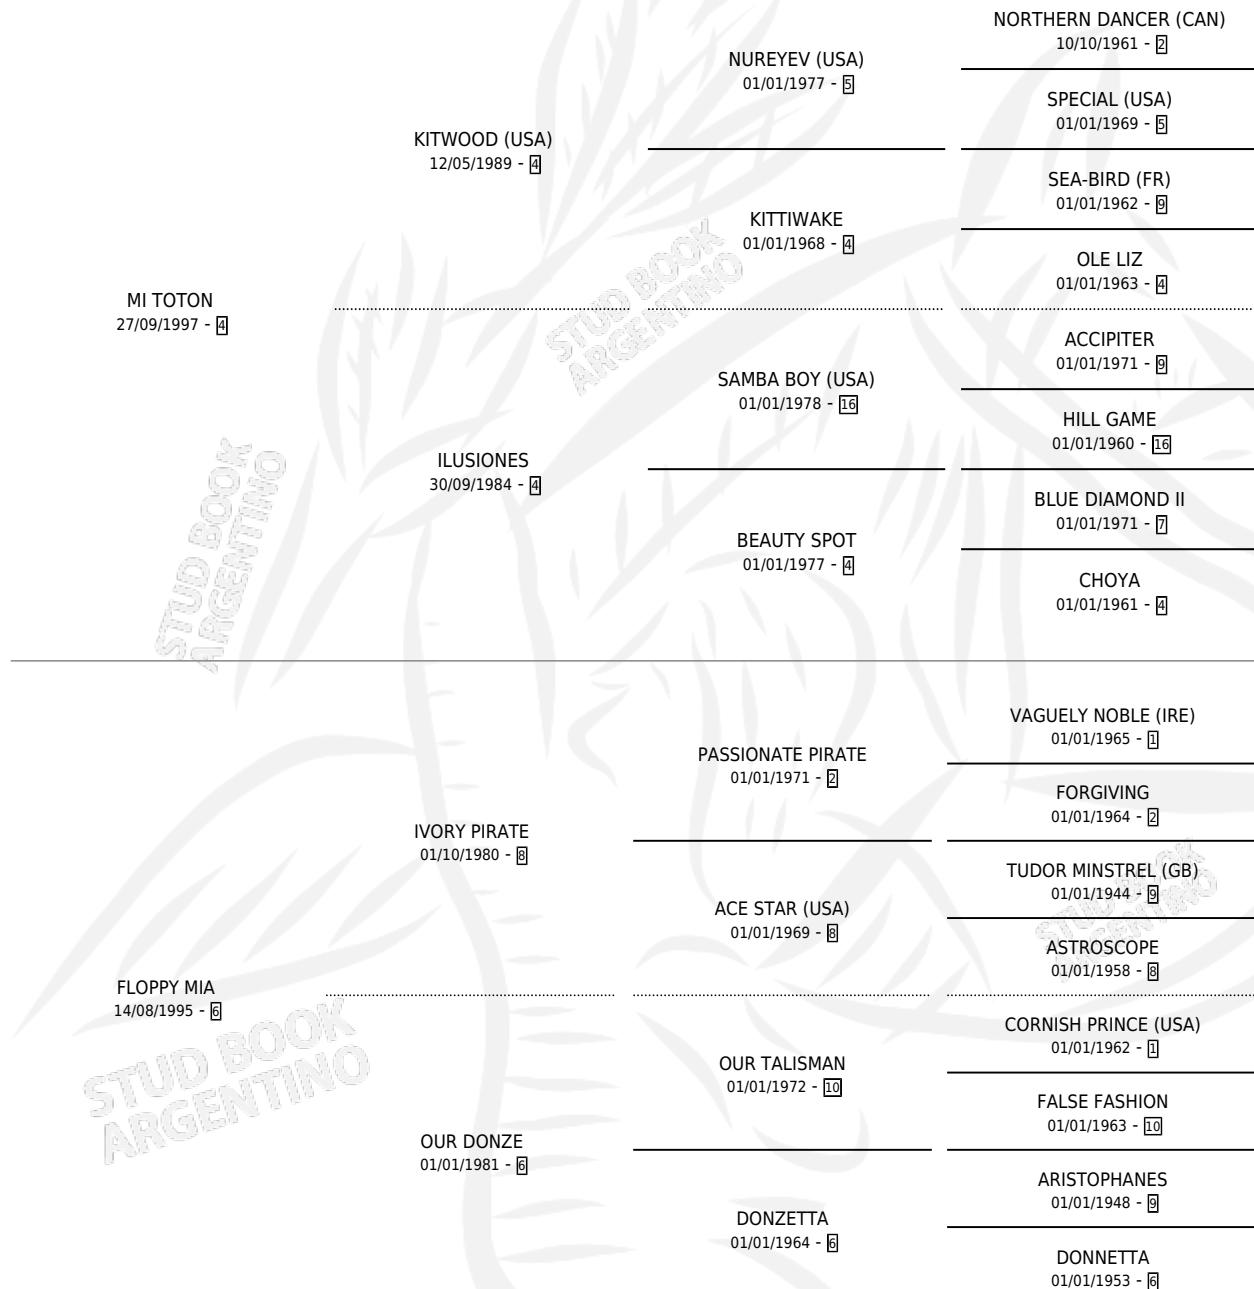 MI TOTON
27/09/1997 - 4
KITWOOD (USA)
12/05/1989 - 4
ILUSIONES
30/09/1984 - 4
NUREYEV (USA)
01/01/1977 - 5
KITTIWAKE
01/01/1968 - 4
SAMBA BOY (USA)
01/01/1978 - 16
BEAUTY SPOT
01/01/1977 - 4
NORTHERN DANCER (CAN)
10/10/1961 - 2
SPECIAL (USA)
01/01/1969 - 5
SEA-BIRD (FR)
01/01/1962 - 9
OLE LIZ
01/01/1963 - 4
ACCIPITER
01/01/1971 - 9
HILL GAME
01/01/1960 - 16
BLUE DIAMOND II
01/01/1971 - 7
CHOYA
01/01/1961 - 4
FLOPPY MIA
14/08/1995 - 6
IVORY PIRATE
01/10/1980 - 8
OUR DONZE
01/01/1981 - 6
PASSIONATE PIRATE
01/01/1971 - 2
ACE STAR (USA)
01/01/1969 - 8
OUR TALISMAN
01/01/1972 - 10
DONZETTA
01/01/1964 - 6
VAGUELY NOBLE (IRE)
01/01/1965 - 1
FORGIVING
01/01/1964 - 2
TUDOR MINSTREL (GB)
01/01/1944 - 9
ASTROSCOPE
01/01/1958 - 8
CORNISH PRINCE (USA)
01/01/1962 - 1
FALSE FASHION
01/01/1963 - 10
ARISTOPHANES
01/01/1948 - 9
DONNETTA
01/01/1953 - 6
STUD BOOK
ARGENTINO
STUD BOOK
ARGENTINO
STUD BOOK
ARGENTINO
STUD BOOK
ARGENTINO